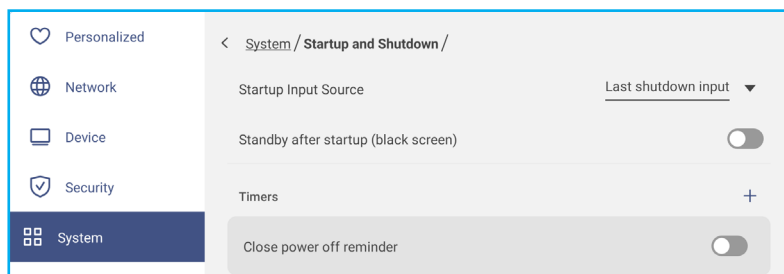 Personalized
< System / Startup and Shutdown /
Network
Startup Input Source Last shutdown input
Device
Standby after startup (black screen)
Security
Timers +
System
Close power off reminder